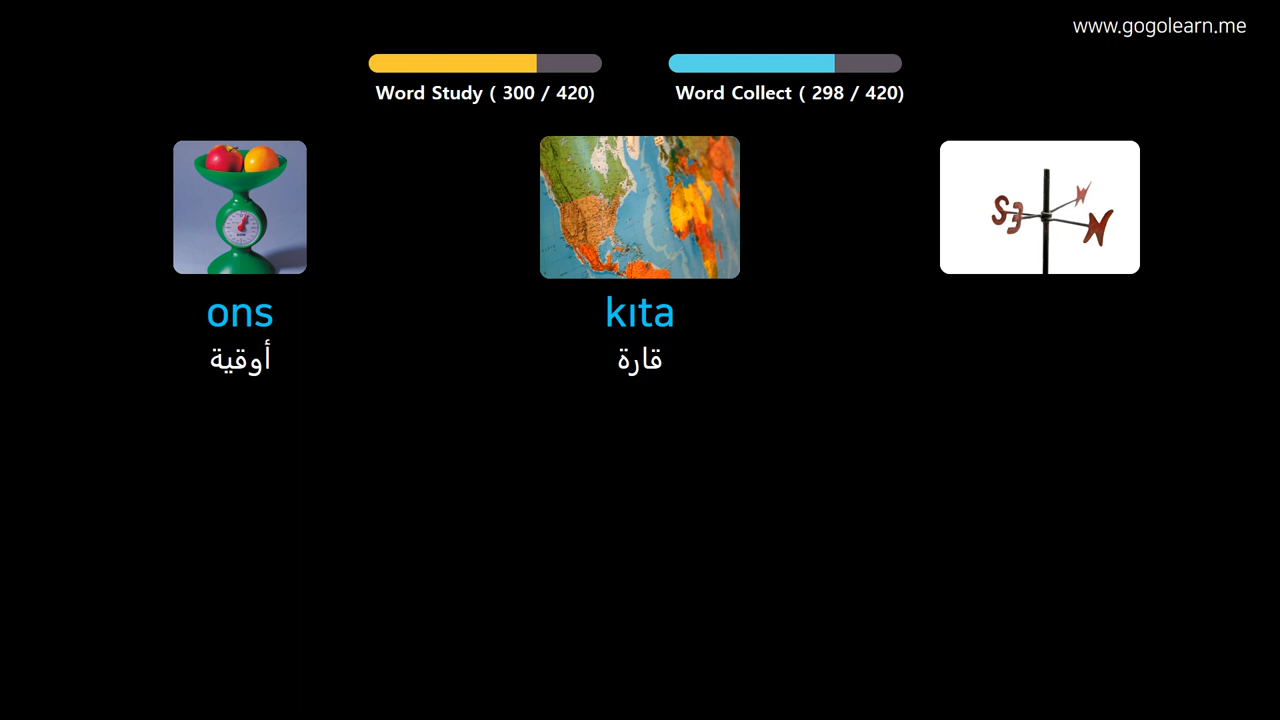 www.gogolearn.me
Word Study ( 300 / 420)
Word Collect ( 298 / 420)
ons
أوقية
kıta
قارة